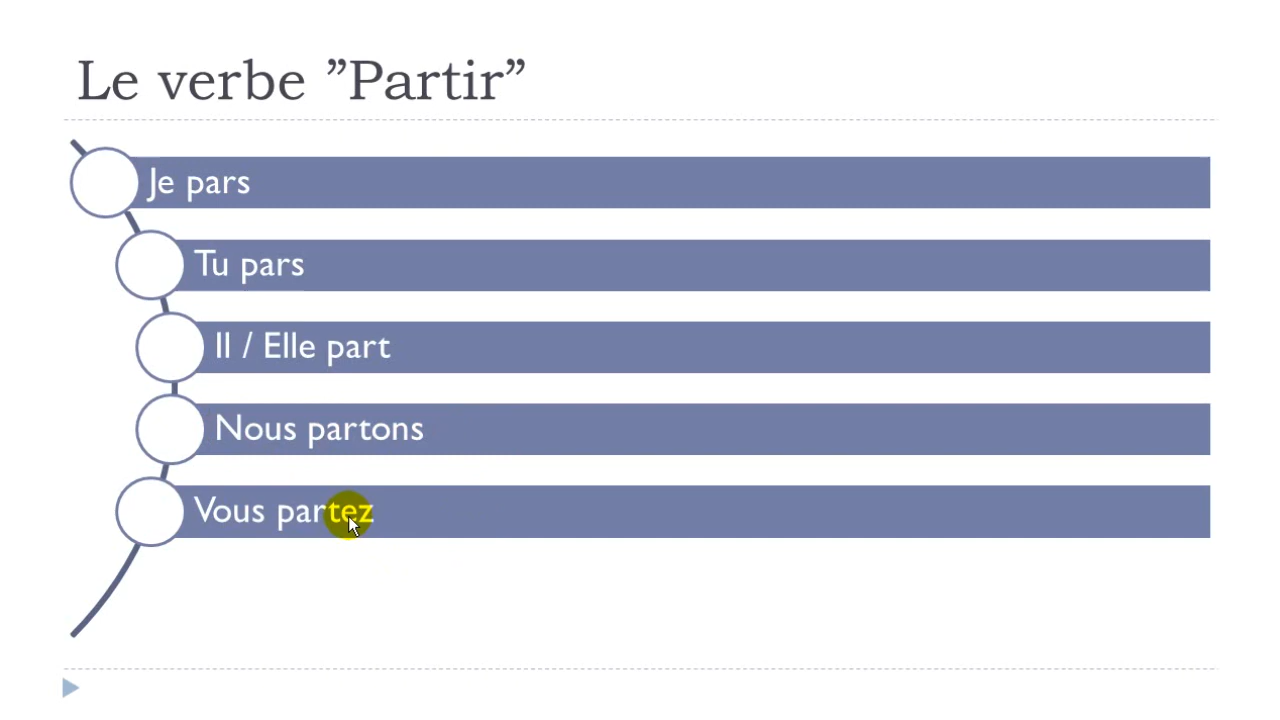 Le verbe ”Partir”
Je pars
Tu pars
Il / Elle part
Nous partons
Vous partez